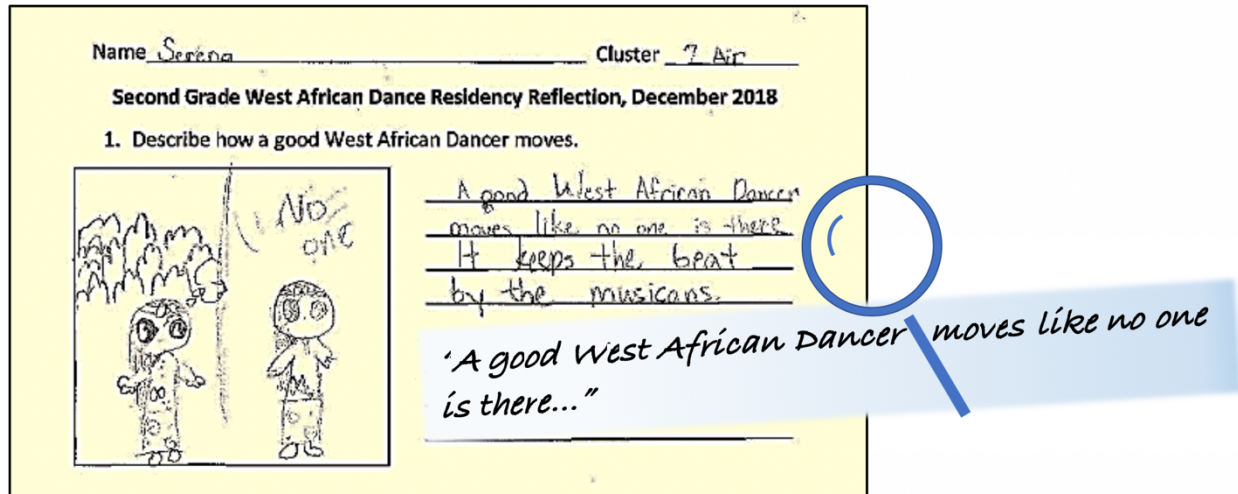 Name Serena Cluster 2 Air
Second Grade West African Dance Residency Reflection, December 2018
1. Describe how a good West African Dancer moves.
No one
A good West African Dancer
moves like no one is there
It keeps the beat
by the musicans.
'A good West African Dancer moves like no one
is there..."